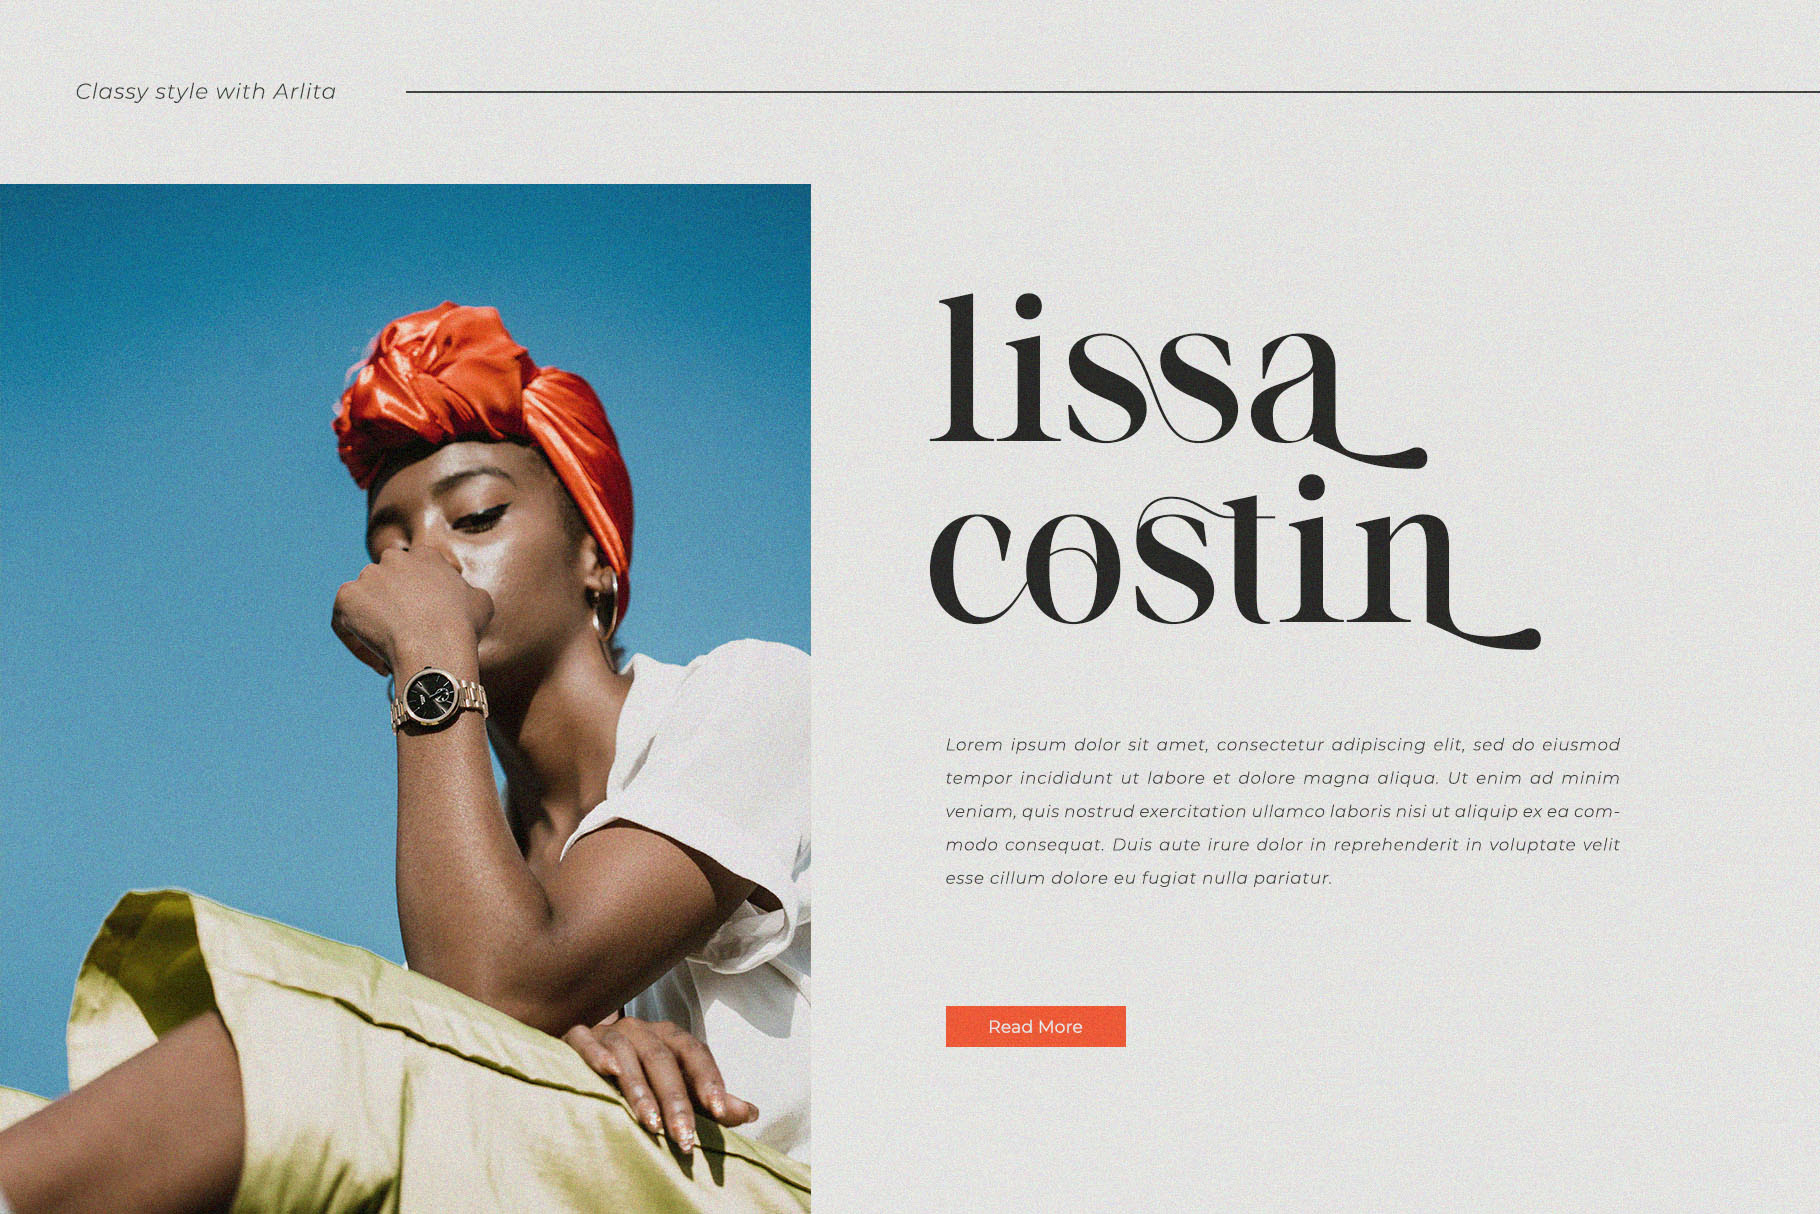 Classy style with Arlita
lissa
costin
Lorem ipsum dolor sit amet, consectetur adipiscing elit, sed do eiusmod
tempor incididunt ut labore et dolore magna aliqua. Ut enim ad minim
veniam, quis nostrud exercitation ullamco laboris nisi ut aliquip ex ea com-
modo consequat. Duis aute irure dolor in reprehenderit in voluptate velit
esse cillum dolore eu fugiat nulla pariatur.
Read More